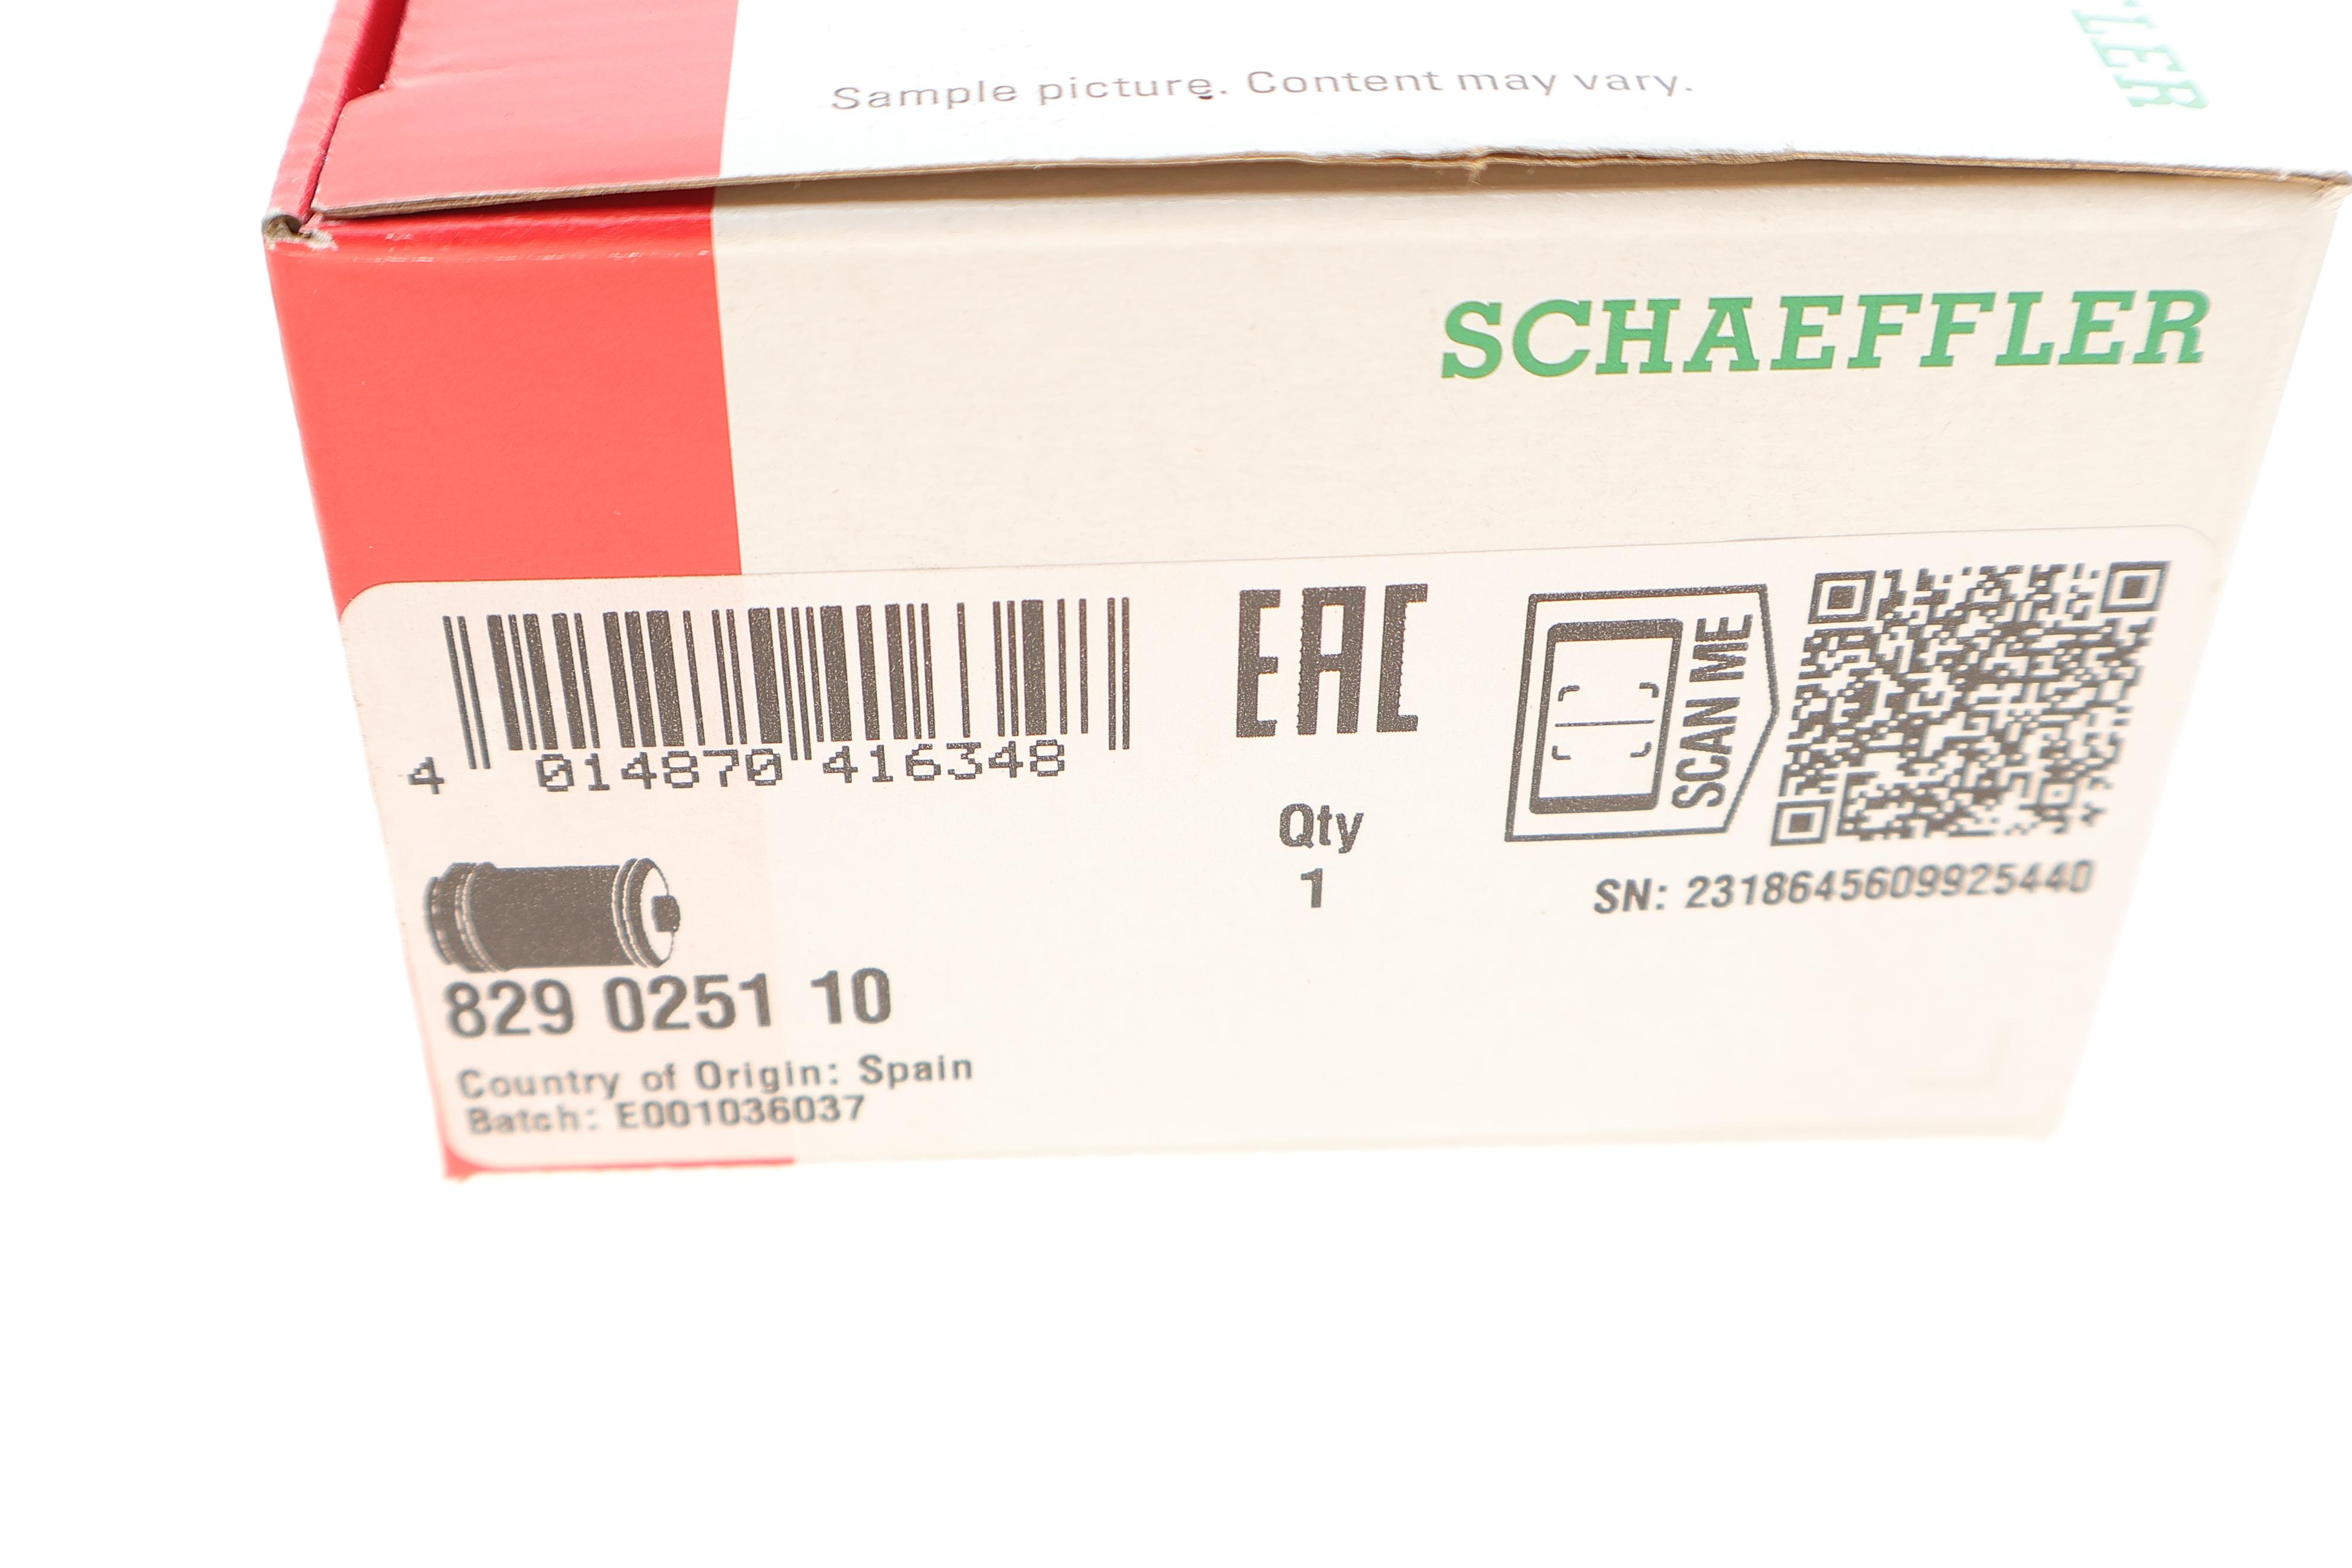 LER
Sample picture. Content may vary.
SCHAEFFLER
4 014870 416348
EAC
SCAN ME
Qty
1
SN: 2318645609925440
829 0251 10
Country of Origin: Spain
Batch: E001036037